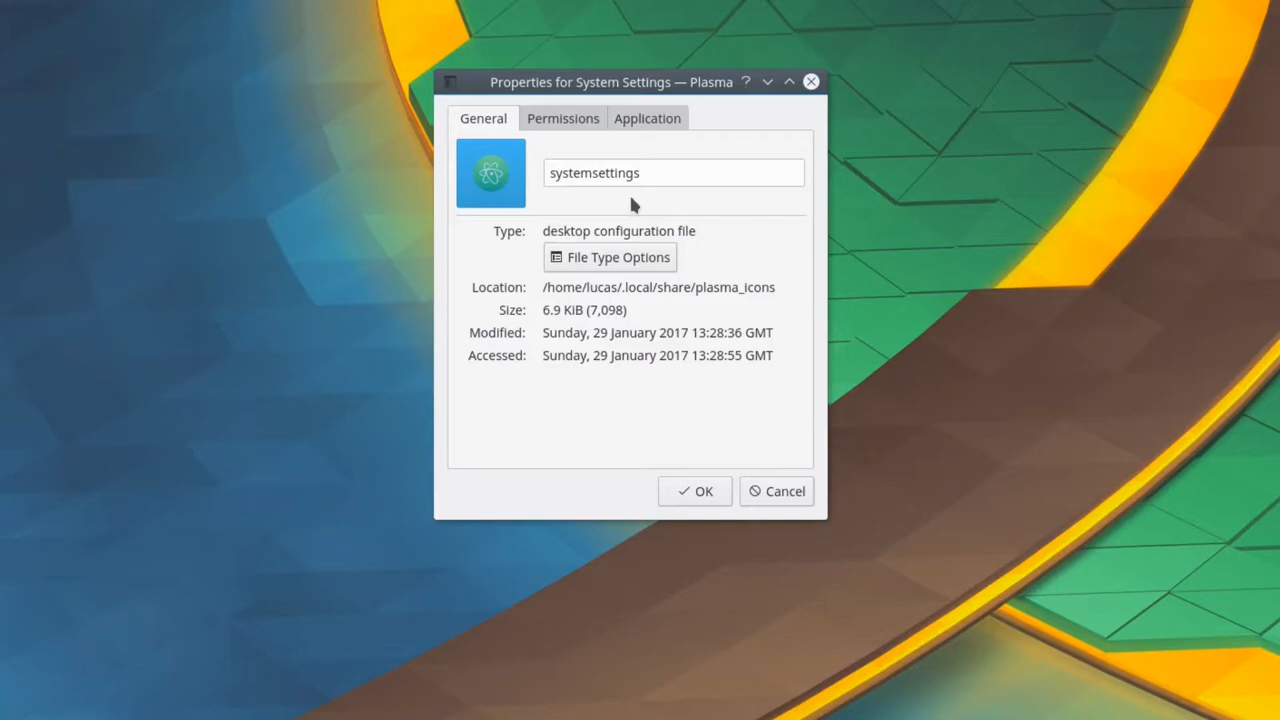 Properties for System Settings — Plasma ?
General Permissions Application
systemsettings
Type: desktop configuration file
File Type Options
Location: /home/lucas/.local/share/plasma_icons
Size: 6.9 KiB (7,098)
Modified: Sunday, 29 January 2017 13:28:36 GMT
Accessed: Sunday, 29 January 2017 13:28:55 GMT
OK Cancel